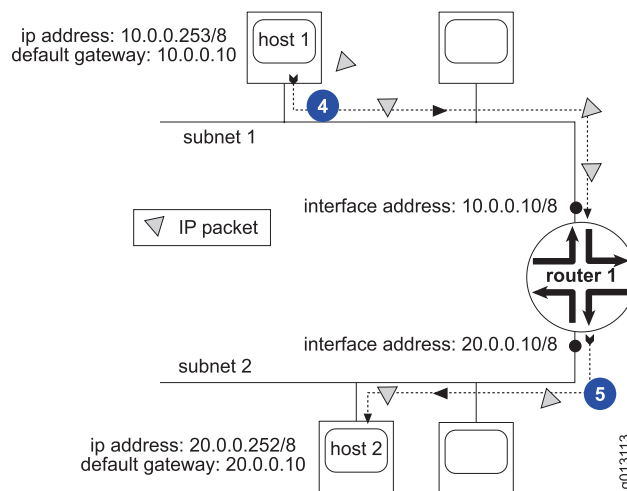 ip address: 10.0.0.253/8
default gateway: 10.0.0.10
host 1
4
subnet 1
interface address: 10.0.0.10/8
IP packet
router 1
interface address: 20.0.0.10/8
subnet 2
5
ip address: 20.0.0.252/8
default gateway: 20.0.0.10
host 2
g013113